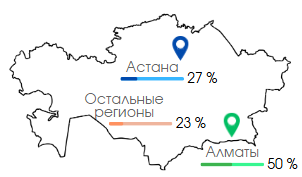 Астана
27 %
Остальные
регионы
23 %
Алматы
50 %